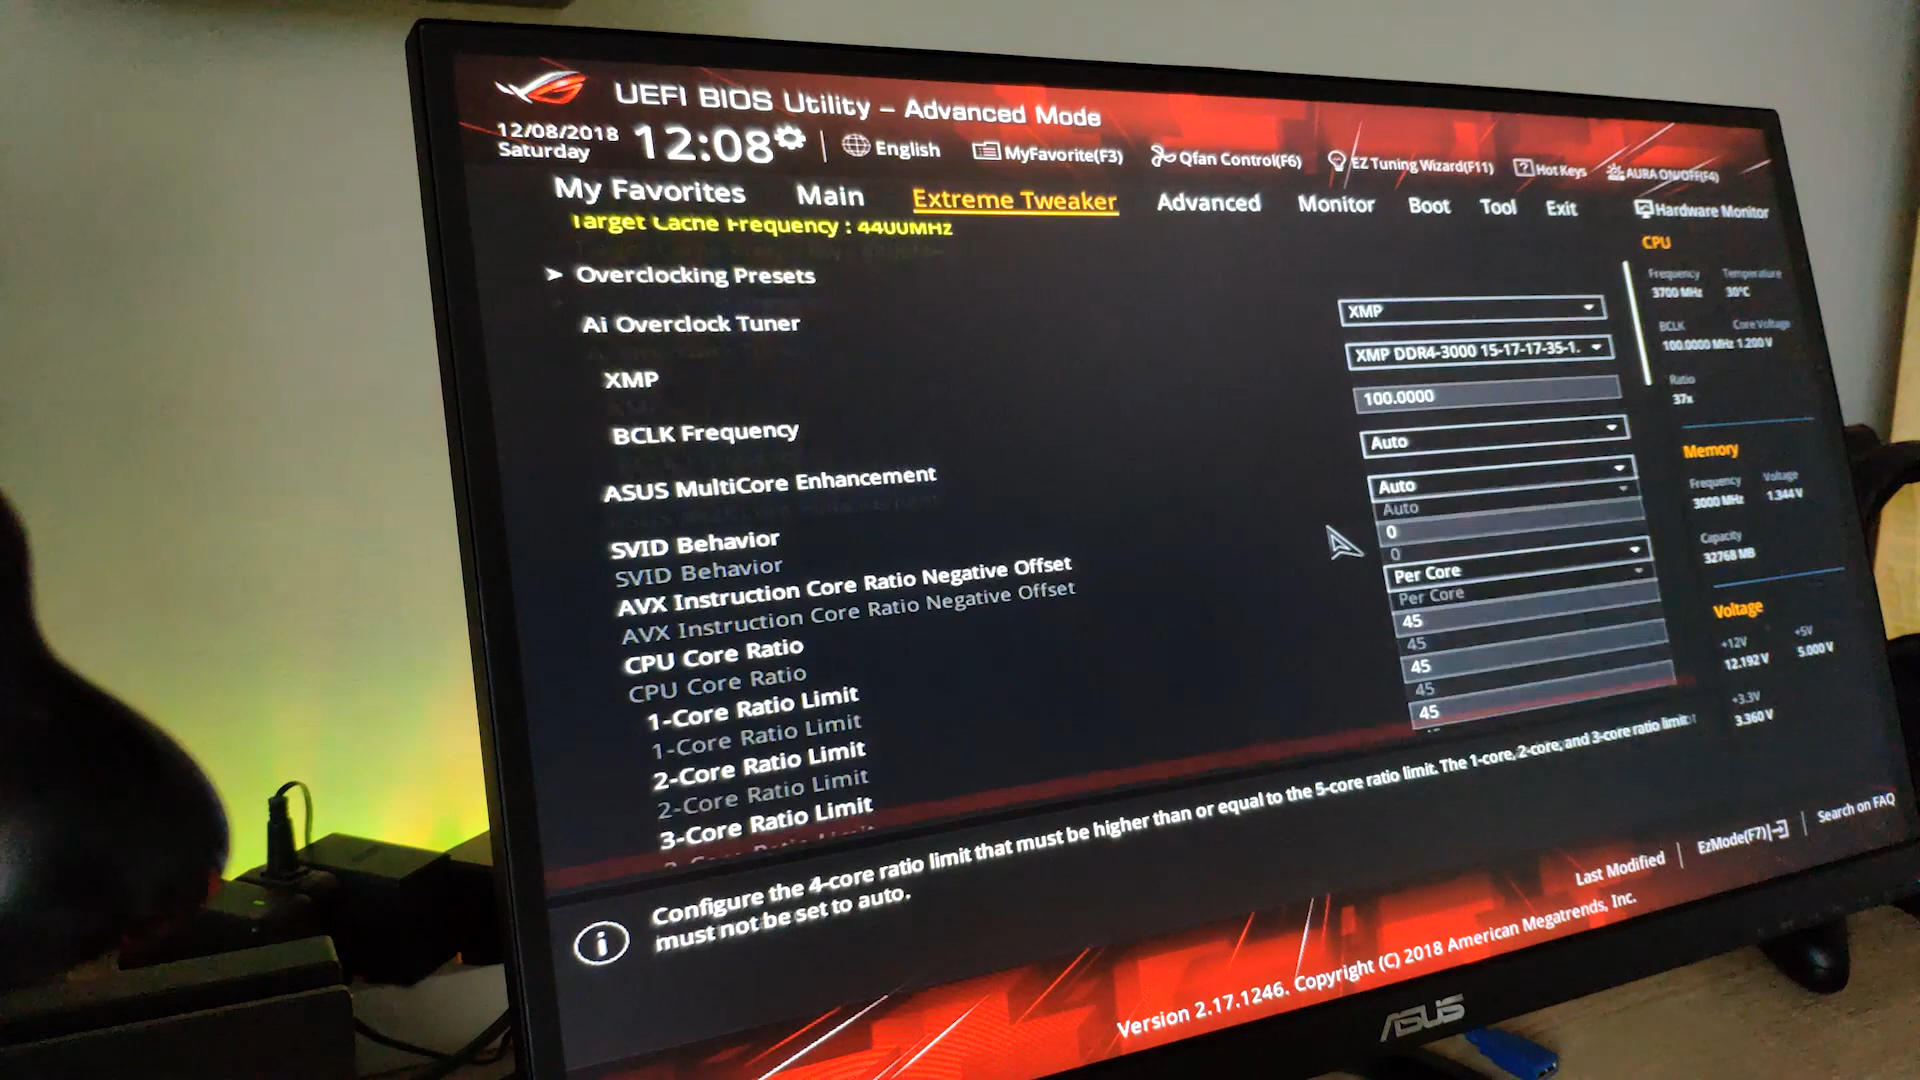 UEFI BIOS Utility – Advanced Mode
12/08/2018
Saturday
12:08
English
MyFavorite(F3)
Qfan Control(F6)
EZ Tuning Wizard(F11)
Hot Keys
AURA ON/OFF(F4)
My Favorites
Main
Extreme Tweaker
Advanced
Monitor
Boot
Tool
Exit
Hardware Monitor
Target Cache Frequency : 4400MHz
Overclocking Presets
Ai Overclock Tuner
XMP
XMP
XMP DDR4-3000 15-17-17-35-1.
BCLK Frequency
100.0000
ASUS MultiCore Enhancement
Auto
SVID Behavior
SVID Behavior
Auto
Auto
AVX Instruction Core Ratio Negative Offset
AVX Instruction Core Ratio Negative Offset
0
0
CPU Core Ratio
CPU Core Ratio
Per Core
Per Core
1-Core Ratio Limit
1-Core Ratio Limit
45
45
2-Core Ratio Limit
2-Core Ratio Limit
45
45
3-Core Ratio Limit
45
CPU
Frequency
Temperature
3700 MHz
30°C
BCLK
Core Voltage
100.0000 MHz
1.200 V
Ratio
37x
Memory
Frequency
Voltage
3000 MHz
1.344 V
Capacity
32768 MB
Voltage
+12V
+5V
12.192 V
5.000 V
+3.3V
3.360 V
Configure the 4-core ratio limit that must be higher than or equal to the 5-core ratio limit. The 1-core, 2-core, and 3-core ratio limit
must not be set to auto.
Last Modified
EzMode(F7)
Search on FAQ
Version 2.17.1246. Copyright (C) 2018 American Megatrends, Inc.
ASUS